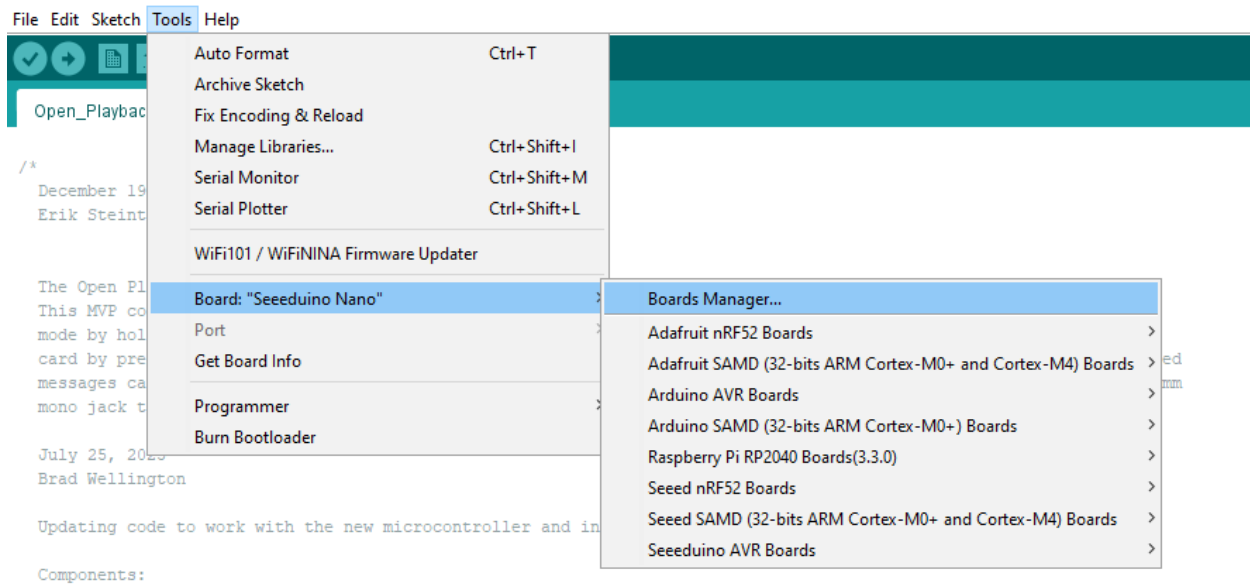 File Edit Sketch Tools Help
Auto Format Ctrl+T
Archive Sketch
Fix Encoding & Reload
Manage Libraries... Ctrl+Shift+I
Serial Monitor Ctrl+Shift+M
Serial Plotter Ctrl+Shift+L
WiFi101 / WiFiNINA Firmware Updater
Board: "Seeeduino Nano"
Port
Get Board Info
Programmer
Burn Bootloader
Boards Manager...
Adafruit nRF52 Boards
Adafruit SAMD (32-bits ARM Cortex-M0+ and Cortex-M4) Boards
Arduino AVR Boards
Arduino SAMD (32-bits ARM Cortex-M0+) Boards
Raspberry Pi RP2040 Boards(3.3.0)
Seeed nRF52 Boards
Seeed SAMD (32-bits ARM Cortex-M0+ and Cortex-M4) Boards
Seeeduino AVR Boards
Open_Playbac
/*
December 19
Erik Steint
The Open Pl
This MVP co
mode by hol
card by pre ed
messages ca mm
mono jack t
July 25, 20
Brad Wellington
Updating code to work with the new microcontroller and in
Components: